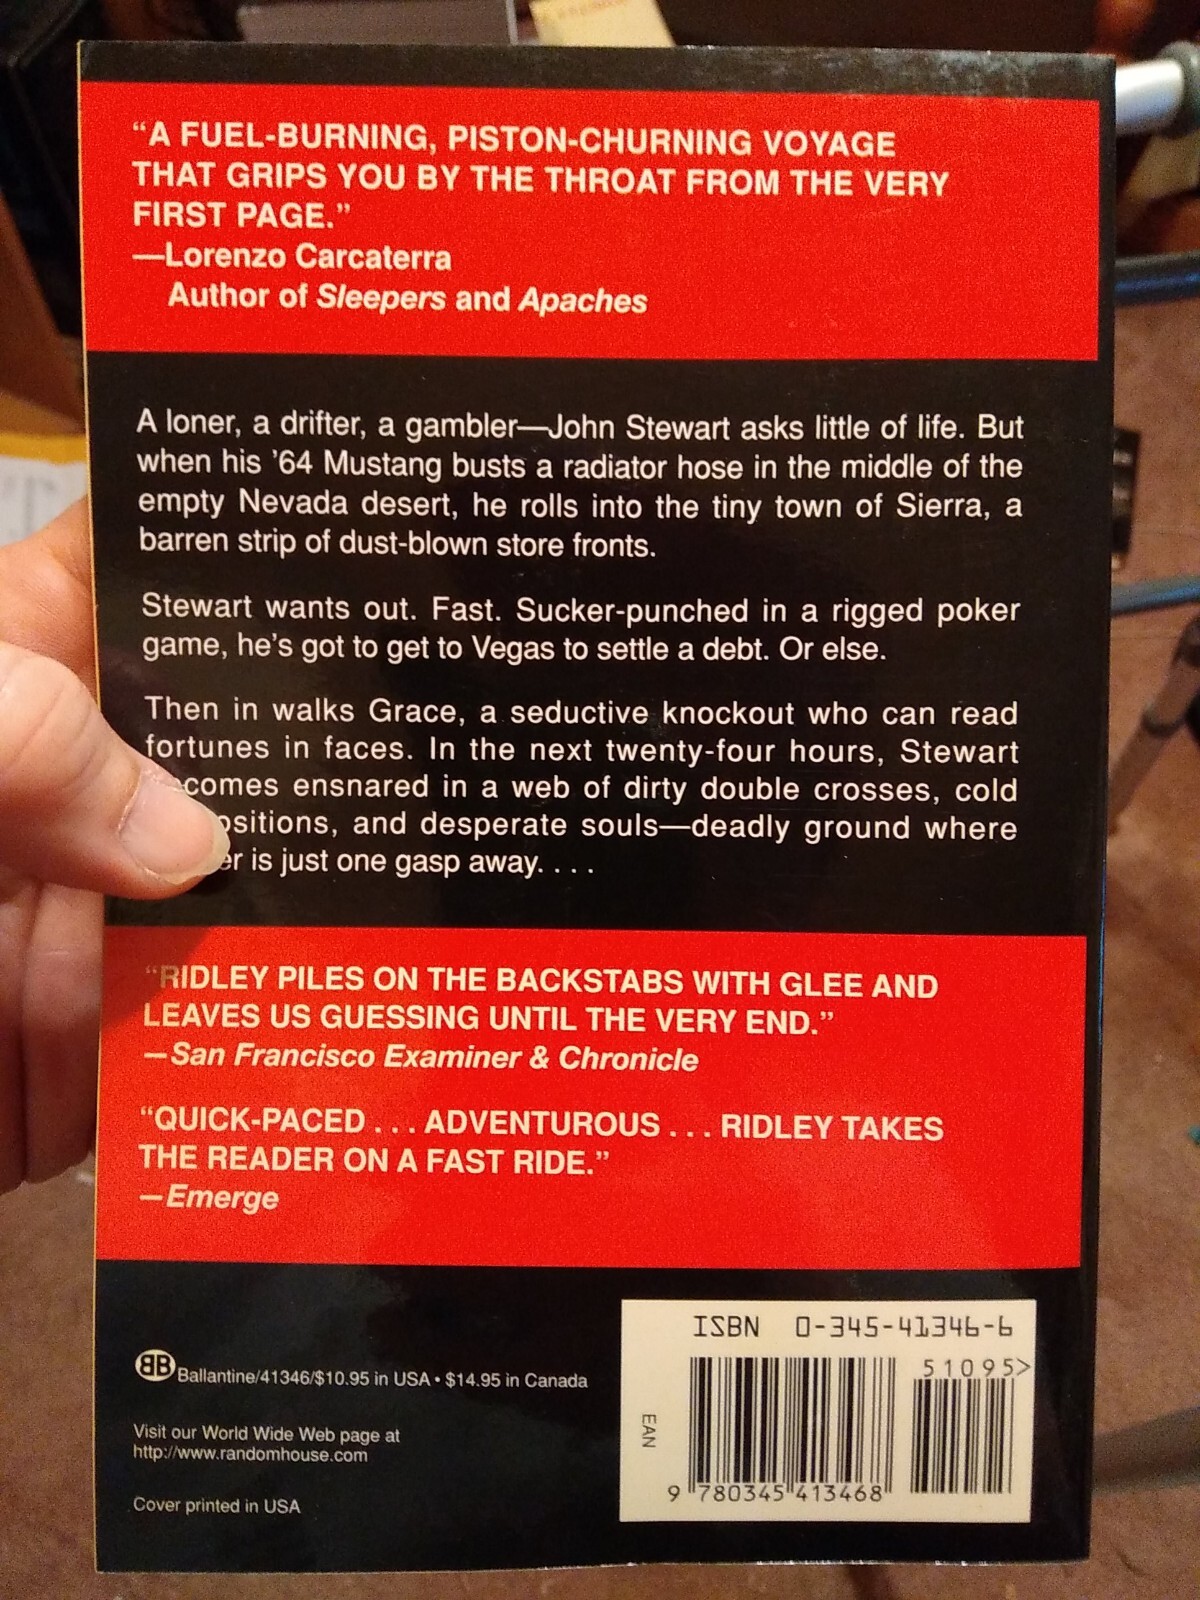 “A FUEL-BURNING, PISTON-CHURNING VOYAGE
THAT GRIPS YOU BY THE THROAT FROM THE VERY
FIRST PAGE.”
—Lorenzo Carcaterra
Author of Sleepers and Apaches
A loner, a drifter, a gambler—John Stewart asks little of life. But
when his ’64 Mustang busts a radiator hose in the middle of the
empty Nevada desert, he rolls into the tiny town of Sierra, a
barren strip of dust-blown store fronts.
Stewart wants out. Fast. Sucker-punched in a rigged poker
game, he’s got to get to Vegas to settle a debt. Or else.
Then in walks Grace, a seductive knockout who can read
fortunes in faces. In the next twenty-four hours, Stewart
ensnared in a web of dirty double crosses, cold
and desperate souls—deadly ground where
is just one gasp away. . . .
“RIDLEY PILES ON THE BACKSTABS WITH GLEE AND
LEAVES US GUESSING UNTIL THE VERY END.”
—San Francisco Examiner & Chronicle
“QUICK-PACED . . . ADVENTUROUS . . . RIDLEY TAKES
THE READER ON A FAST RIDE.”
—Emerge
BB Ballantine/41346/$10.95 in USA • $14.95 in Canada
Visit our World Wide Web page at
http://www.randomhouse.com
Cover printed in USA
ISBN 0-345-41346-6
51095>
EAN
9 780345 413468